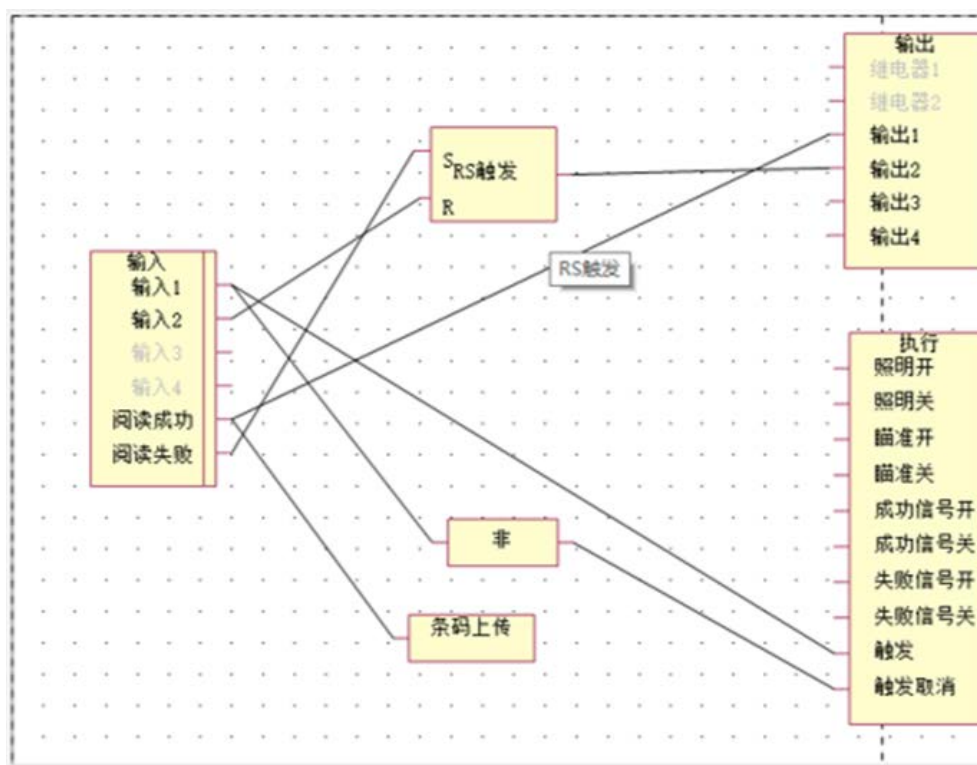 输出
继电器1
继电器2
输出1
输出2
输出3
输出4
S
RS触发
R
RS触发
输入
输入1
输入2
输入3
输入4
阅读成功
阅读失败
非
条码上传
执行
照明开
照明关
瞄准开
瞄准关
成功信号开
成功信号关
失败信号开
失败信号关
触发
触发取消